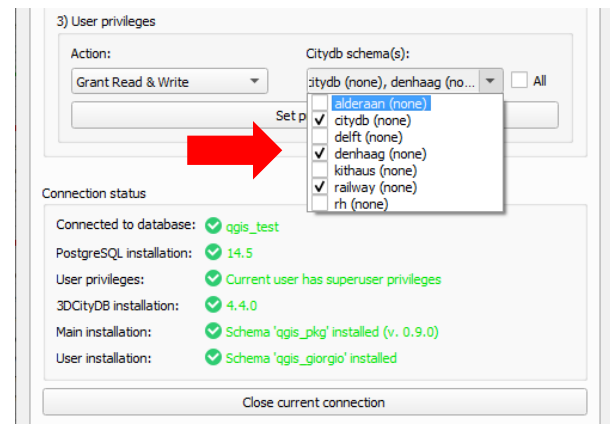 3) User privileges
Action: Citydb schema(s):
Grant Read & Write citydb (none), denhaag (no... All
Set p
alderaan (none)
citydb (none)
delft (none)
denhaag (none)
kithaus (none)
railway (none)
rh (none)
Connection status
Connected to database: qgis_test
PostgreSQL installation: 14.5
User privileges: Current user has superuser privileges
3DCityDB installation: 4.4.0
Main installation: Schema 'qgis_pkg' installed (v. 0.9.0)
User installation: Schema 'qgis_giorgio' installed
Close current connection